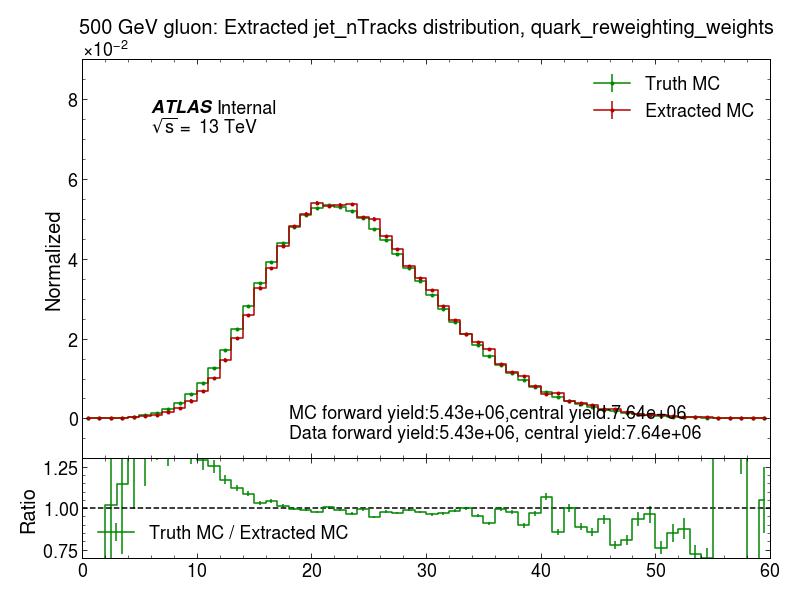 500 GeV gluon: Extracted jet_nTracks distribution, quark_reweighting_weights
×10⁻²
ATLAS Internal
√s = 13 TeV
Truth MC
Extracted MC
8
6
4
2
0
Normalized
MC forward yield:5.43e+06,central yield:7.64e+06
Data forward yield:5.43e+06, central yield:7.64e+06
1.25
1.00
0.75
Ratio
Truth MC / Extracted MC
0 10 20 30 40 50 60